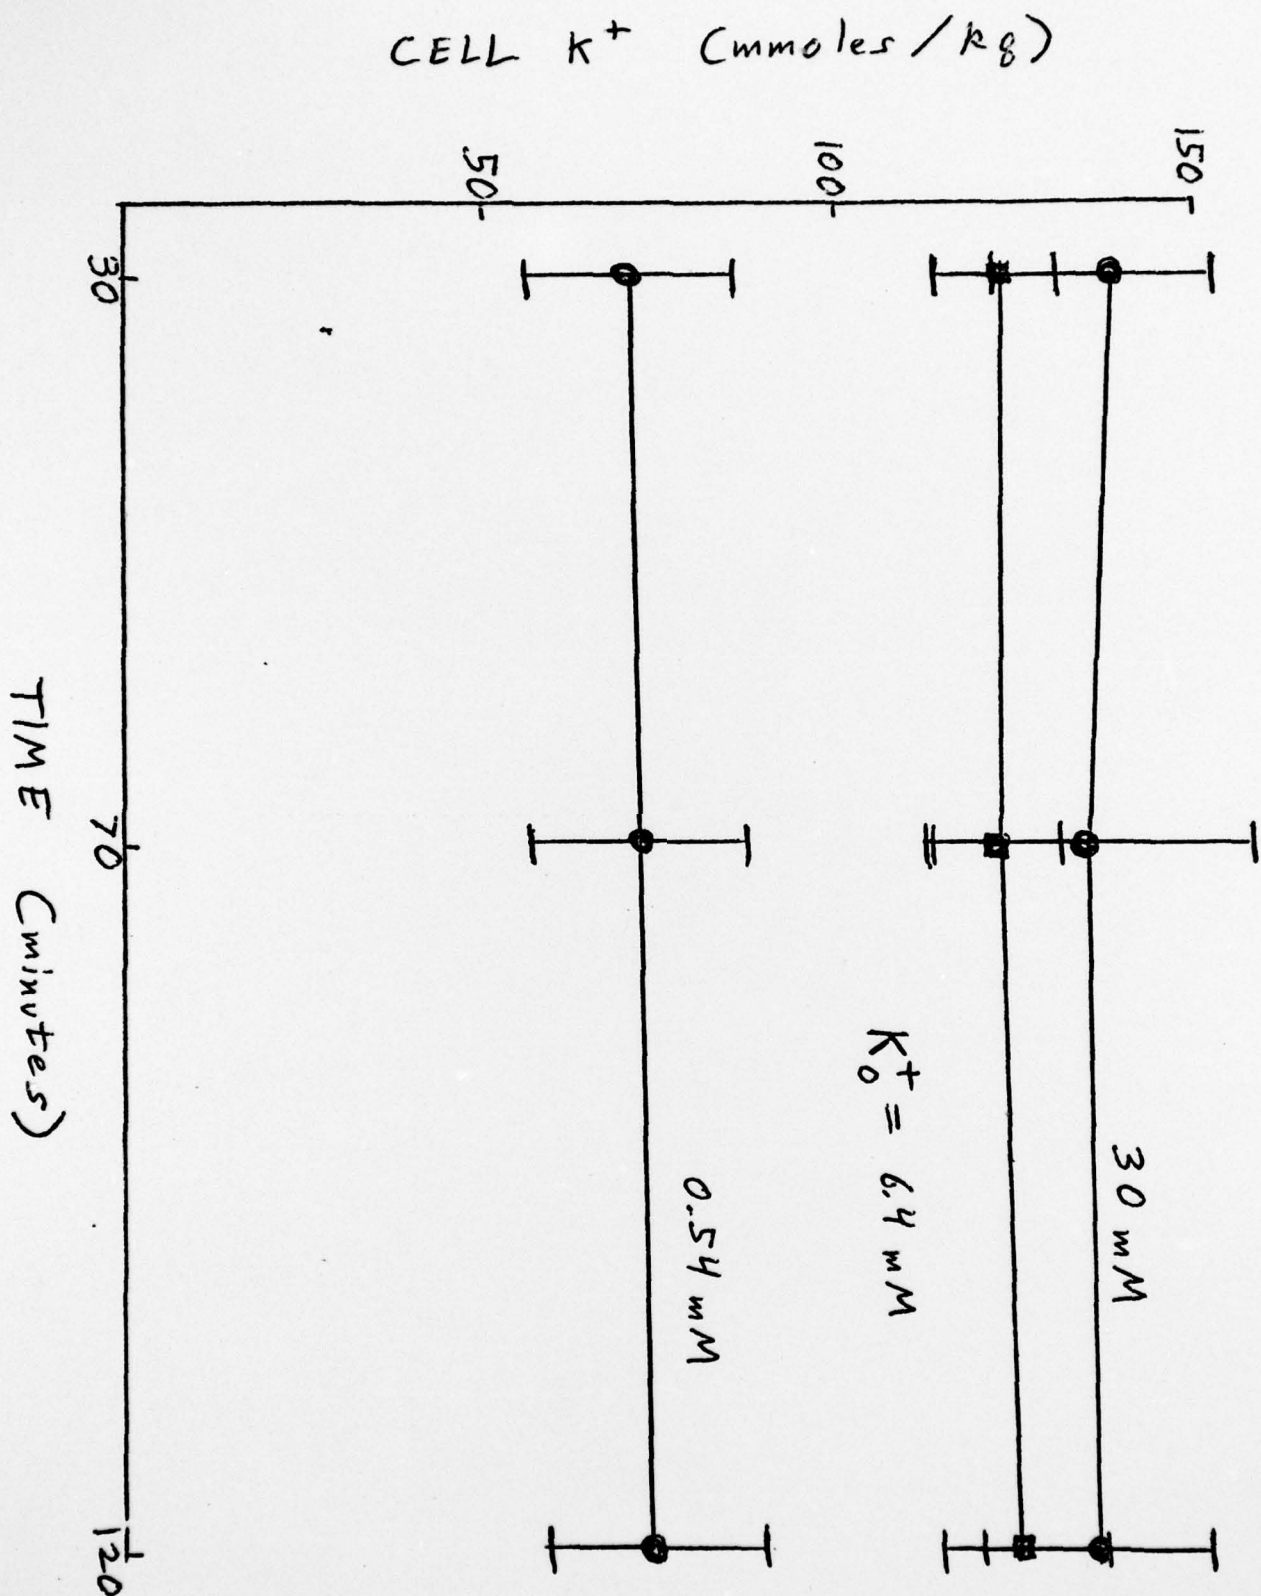 CELL K⁺ (mmoles/kg)
150
100
50
30 mM
K₀⁺ = 6.4 mM
0.54 mM
30
70
120
TIME (minutes)